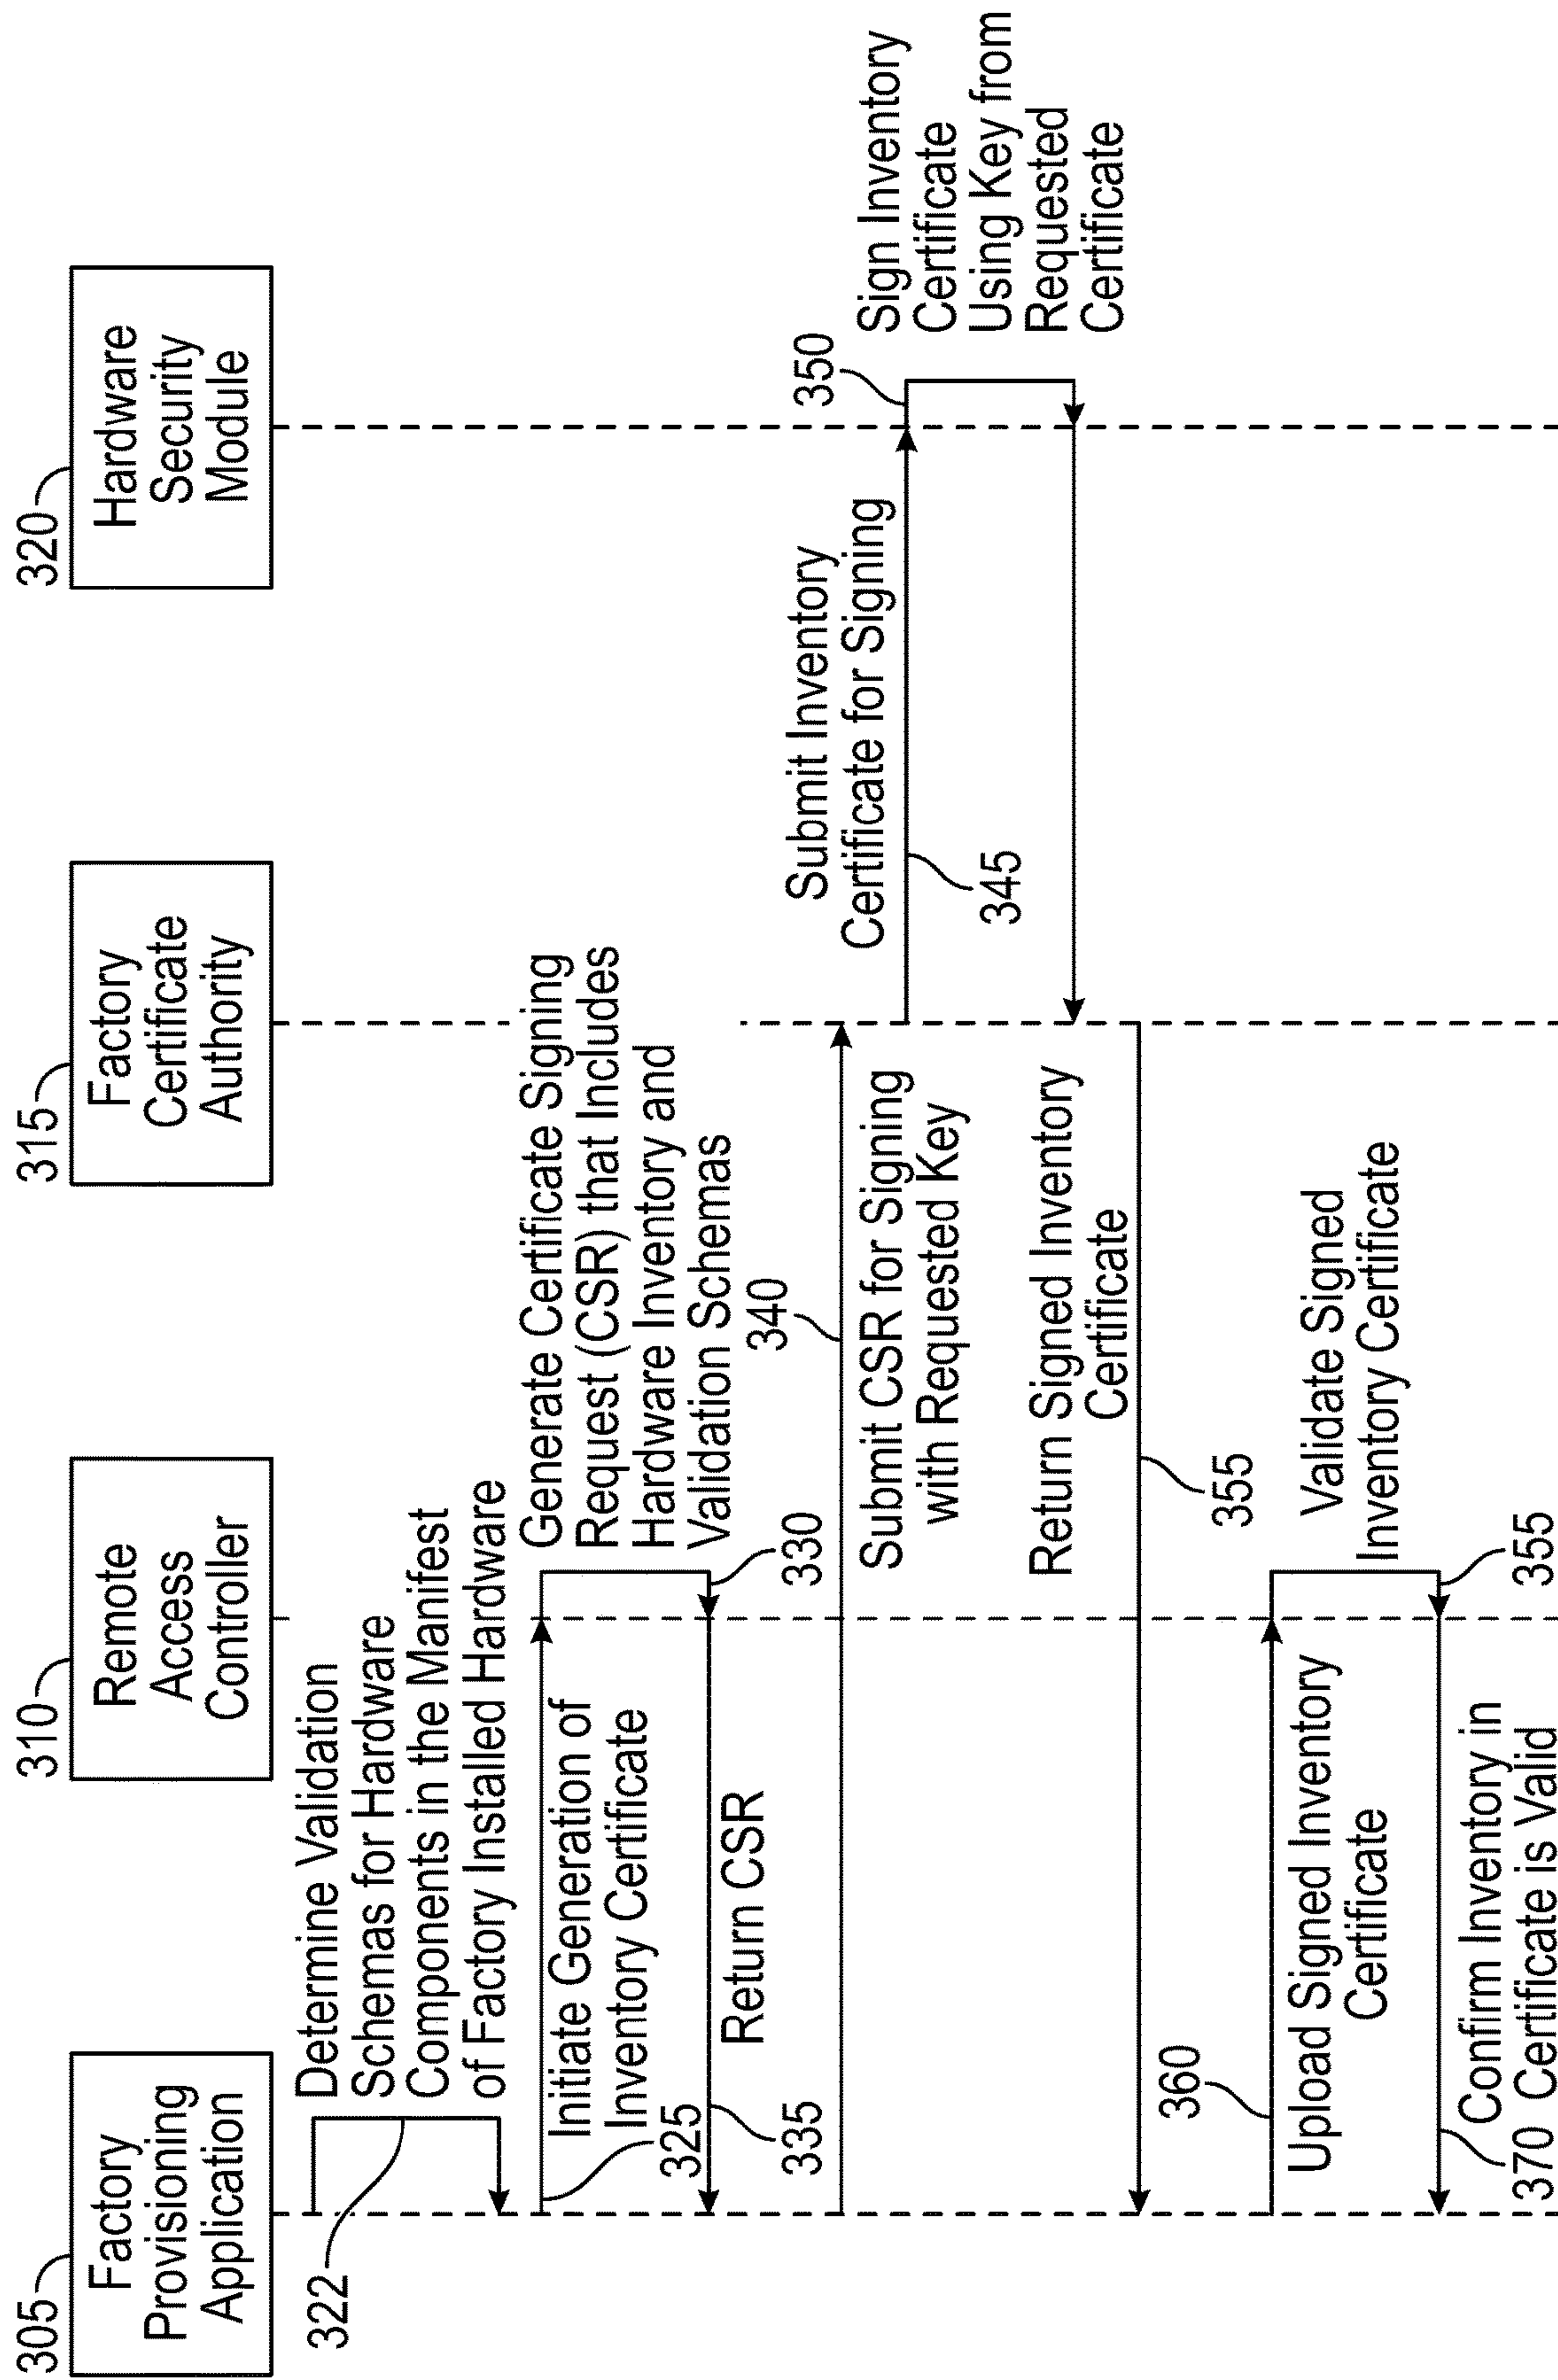 305
Factory
Provisioning
Application
310
Remote
Access
Controller
315
Factory
Certificate
Authority
320
Hardware
Security
Module
322
Determine Validation
Schemas for Hardware
Components in the Manifest
of Factory Installed Hardware
Initiate Generation of
Inventory Certificate
325
Generate Certificate Signing
Request (CSR) that Includes
Hardware Inventory and
Validation Schemas
330
Return CSR
335
340
Submit CSR for Signing
with Requested Key
Submit Inventory
Certificate for Signing
345
350
Sign Inventory
Certificate
Using Key from
Requested
Certificate
Return Signed Inventory
Certificate
355
360
Upload Signed Inventory
Certificate
Validate Signed
Inventory Certificate
355
Confirm Inventory in
Certificate is Valid
370